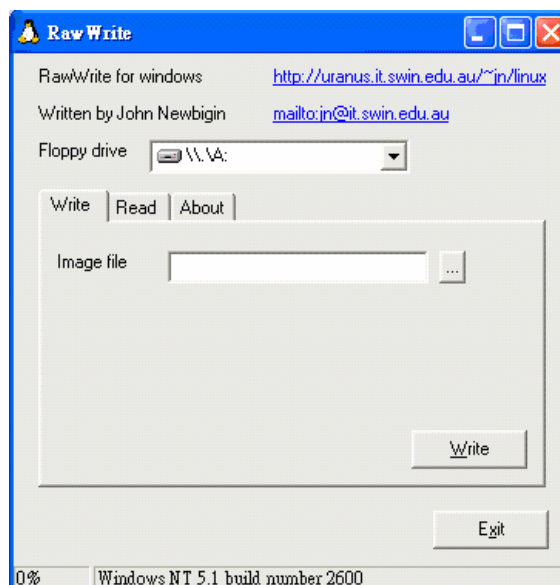 RawWrite
RawWrite for windows http://uranus.it.swin.edu.au/~jn/linux
Written by John Newbigin mailto:jn@it.swin.edu.au
Floppy drive \\.\A:
Write Read About
Image file ...
Write
Exit
0% Windows NT 5.1 build number 2600